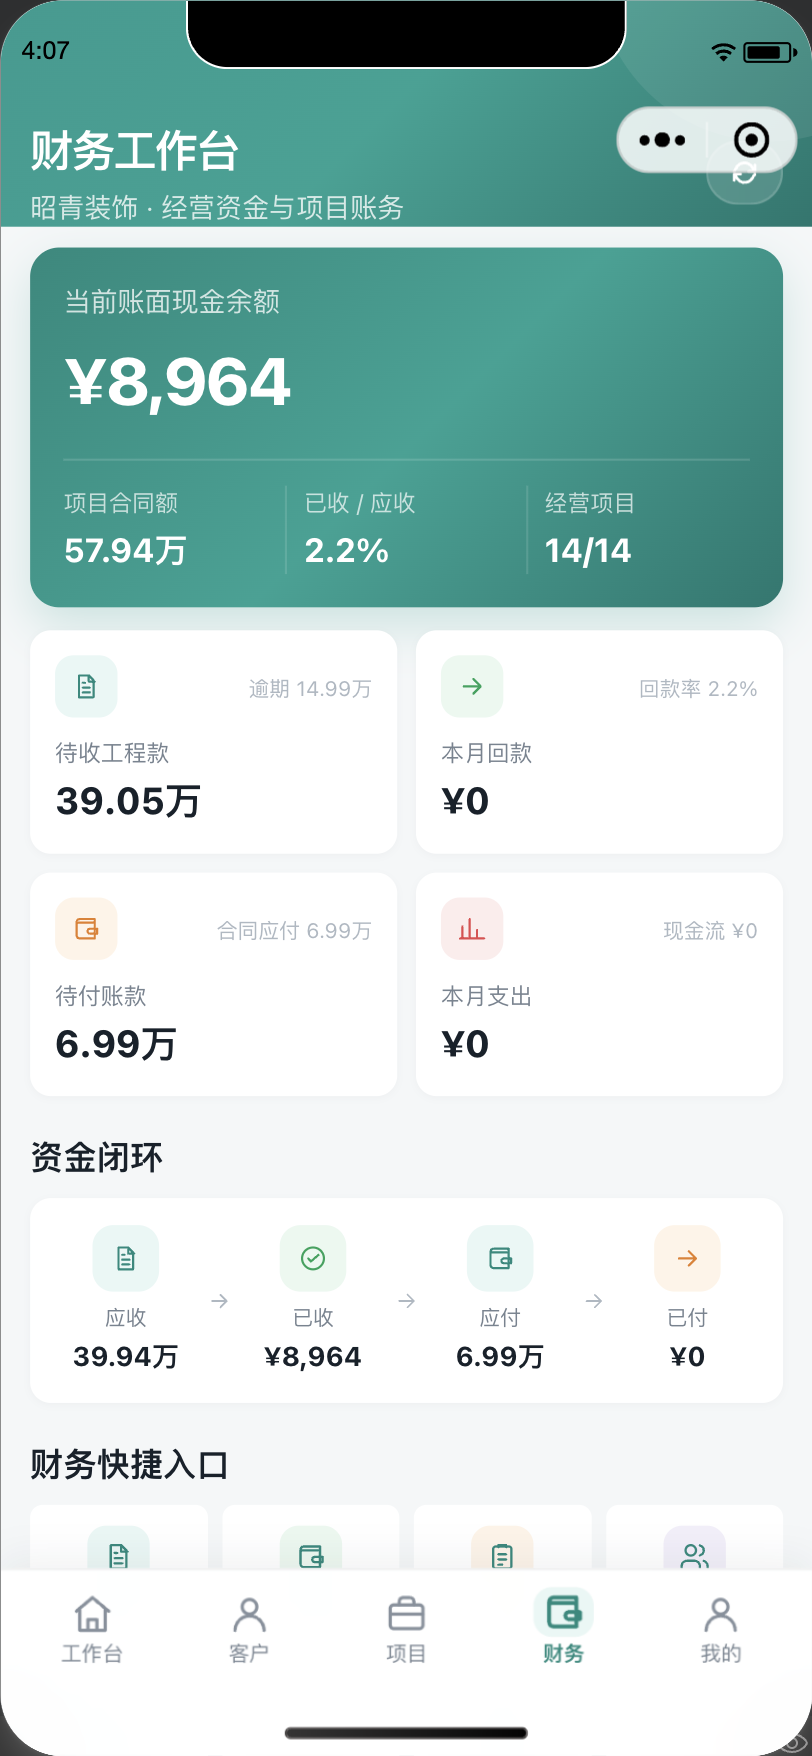 4:07
财务工作台
昭青装饰 · 经营资金与项目账务
当前账面现金余额
¥8,964
项目合同额
已收 / 应收
经营项目
57.94万
2.2%
14/14
逾期 14.99万
待收工程款
39.05万
回款率 2.2%
本月回款
¥0
合同应付 6.99万
待付账款
6.99万
现金流 ¥0
本月支出
¥0
资金闭环
应收
39.94万
已收
¥8,964
应付
6.99万
已付
¥0
财务快捷入口
工作台
客户
项目
财务
我的